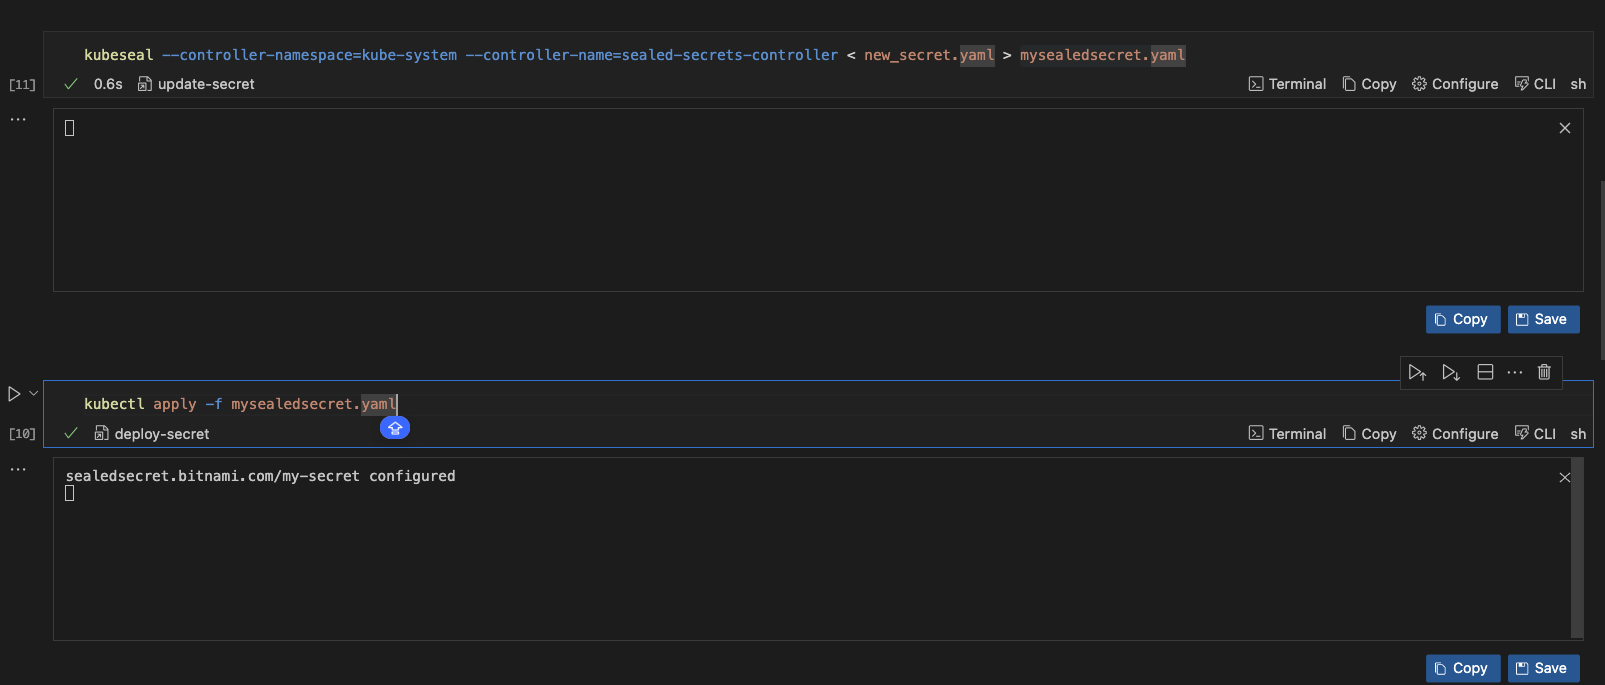 kubeseal --controller-namespace=kube-system --controller-name=sealed-secrets-controller < new_secret.yaml > mysealedsecret.yaml
[11] 0.6s update-secret Terminal Copy Configure CLI sh
Copy Save
kubectl apply -f mysealedsecret.yaml
[10] deploy-secret Terminal Copy Configure CLI sh
sealedsecret.bitnami.com/my-secret configured
Copy Save